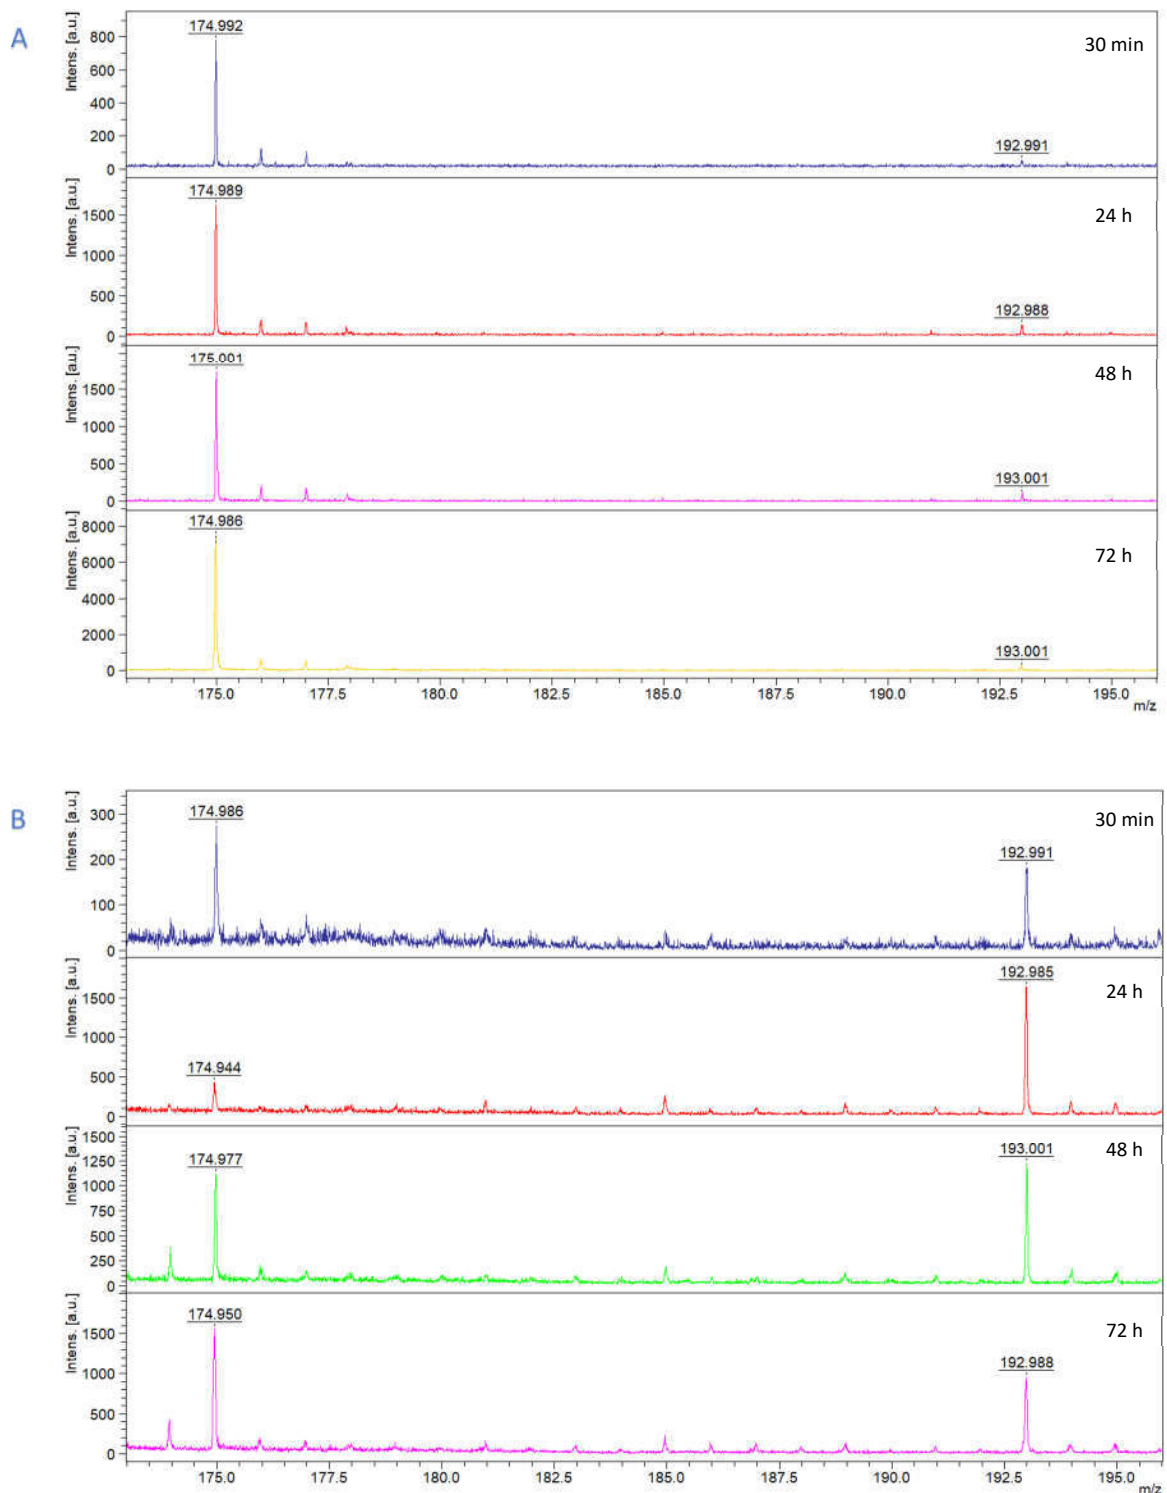 A
Intens. [a.u.]
800
600
400
200
0
174.992
192.991
30 min
Intens. [a.u.]
1500
1000
500
0
174.989
192.988
24 h
Intens. [a.u.]
1500
1000
500
0
175.001
193.001
48 h
Intens. [a.u.]
8000
6000
4000
2000
0
174.986
193.001
72 h
175.0 177.5 180.0 182.5 185.0 187.5 190.0 192.5 195.0
m/z
B
Intens. [a.u.]
300
200
100
0
174.986
192.991
30 min
Intens. [a.u.]
1500
1000
500
0
174.944
192.985
24 h
Intens. [a.u.]
1500
1250
1000
750
500
250
0
174.977
193.001
48 h
Intens. [a.u.]
1500
1000
500
0
174.950
192.988
72 h
175.0 177.5 180.0 182.5 185.0 187.5 190.0 192.5 195.0
m/z